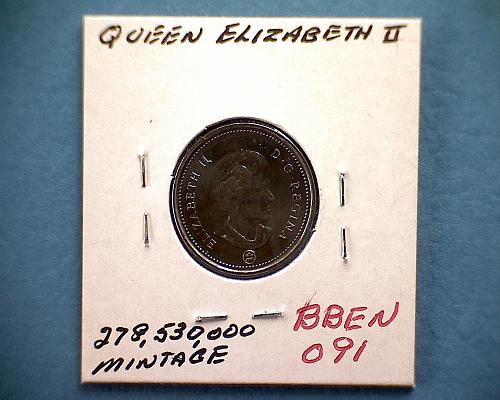 QUEEN ELIZABETH II
ELIZABETH II D·G·REGINA
278,530,000
MINTAGE
BBEN
091